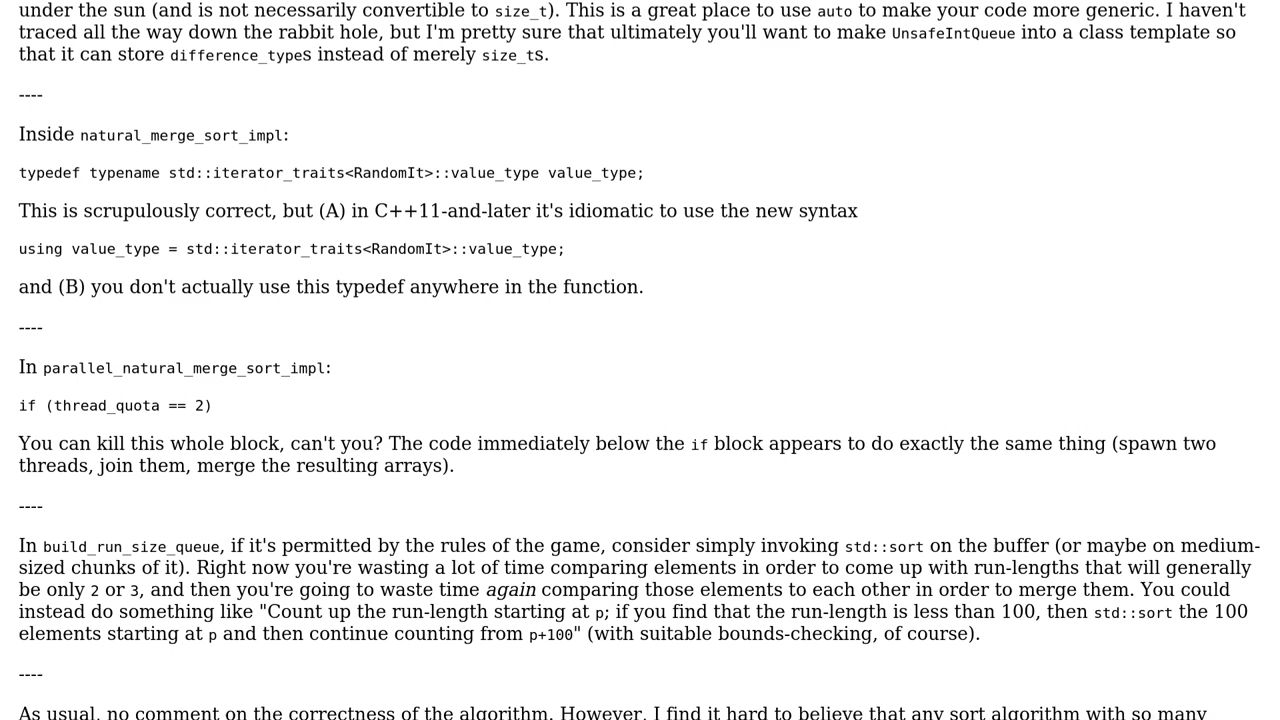 under the sun (and is not necessarily convertible to size_t). This is a great place to use auto to make your code more generic. I haven't
traced all the way down the rabbit hole, but I'm pretty sure that ultimately you'll want to make UnsafeIntQueue into a class template so
that it can store difference_types instead of merely size_ts.
----
Inside natural_merge_sort_impl:
typedef typename std::iterator_traits<RandomIt>::value_type value_type;
This is scrupulously correct, but (A) in C++11-and-later it's idiomatic to use the new syntax
using value_type = std::iterator_traits<RandomIt>::value_type;
and (B) you don't actually use this typedef anywhere in the function.
----
In parallel_natural_merge_sort_impl:
if (thread_quota == 2)
You can kill this whole block, can't you? The code immediately below the if block appears to do exactly the same thing (spawn two
threads, join them, merge the resulting arrays).
----
In build_run_size_queue, if it's permitted by the rules of the game, consider simply invoking std::sort on the buffer (or maybe on medium-
sized chunks of it). Right now you're wasting a lot of time comparing elements in order to come up with run-lengths that will generally
be only 2 or 3, and then you're going to waste time again comparing those elements to each other in order to merge them. You could
instead do something like "Count up the run-length starting at p; if you find that the run-length is less than 100, then std::sort the 100
elements starting at p and then continue counting from p+100" (with suitable bounds-checking, of course).
----
As usual, no comment on the correctness of the algorithm. However, I find it hard to believe that any sort algorithm with so many